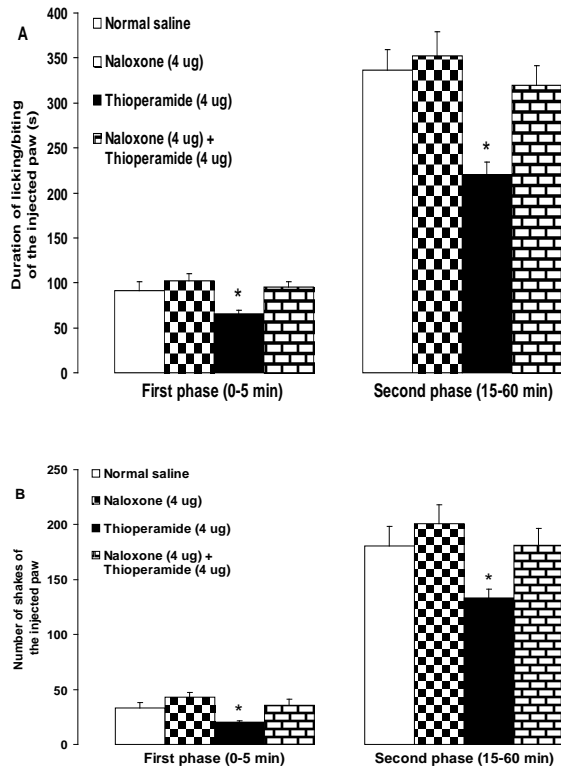 A
Normal saline
Naloxone (4 ug)
Thioperamide (4 ug)
Naloxone (4 ug) +
Thioperamide (4 ug)
Duration of licking/biting
of the injected paw (s)
400
350
300
250
200
150
100
50
0
*
*
First phase (0-5 min)
Second phase (15-60 min)
B
Normal saline
Naloxone (4 ug)
Thioperamide (4 ug)
Naloxone (4 ug) +
Thioperamide (4 ug)
Number of shakes of
the injected paw
250
200
150
100
50
0
*
*
First phase (0-5 min)
Second phase (15-60 min)